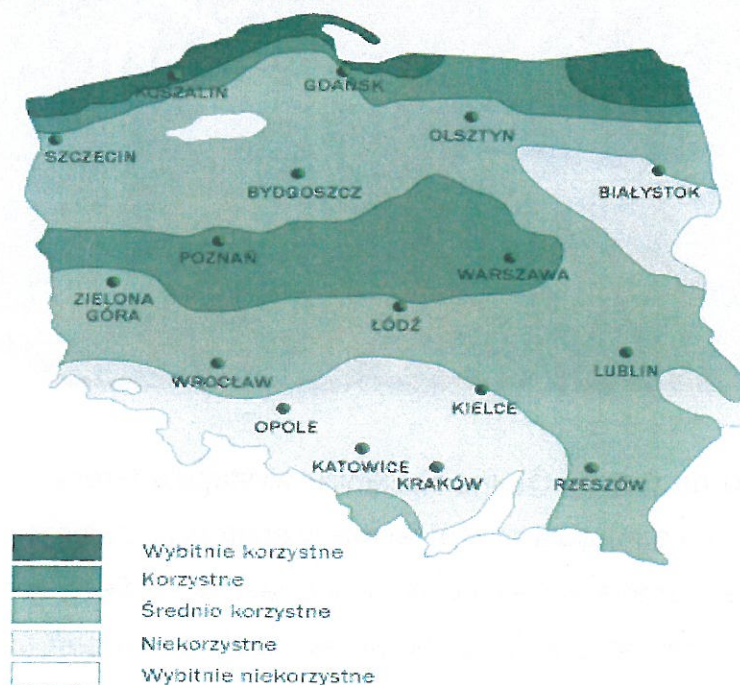 KOSZALIN
GDAŃSK
OLSZTYN
SZCZECIN
BYDGOSZCZ
BIAŁYSTOK
POZNAŃ
WARSZAWA
ZIELONA
GÓRA
ŁÓDŹ
WROCŁAW
LUBLIN
KIELCE
OPOLE
KATOWICE
KRAKÓW
RZESZÓW
Wybitnie korzystne
Korzystne
Średnio korzystne
Niekorzystne
Wybitnie niekorzystne